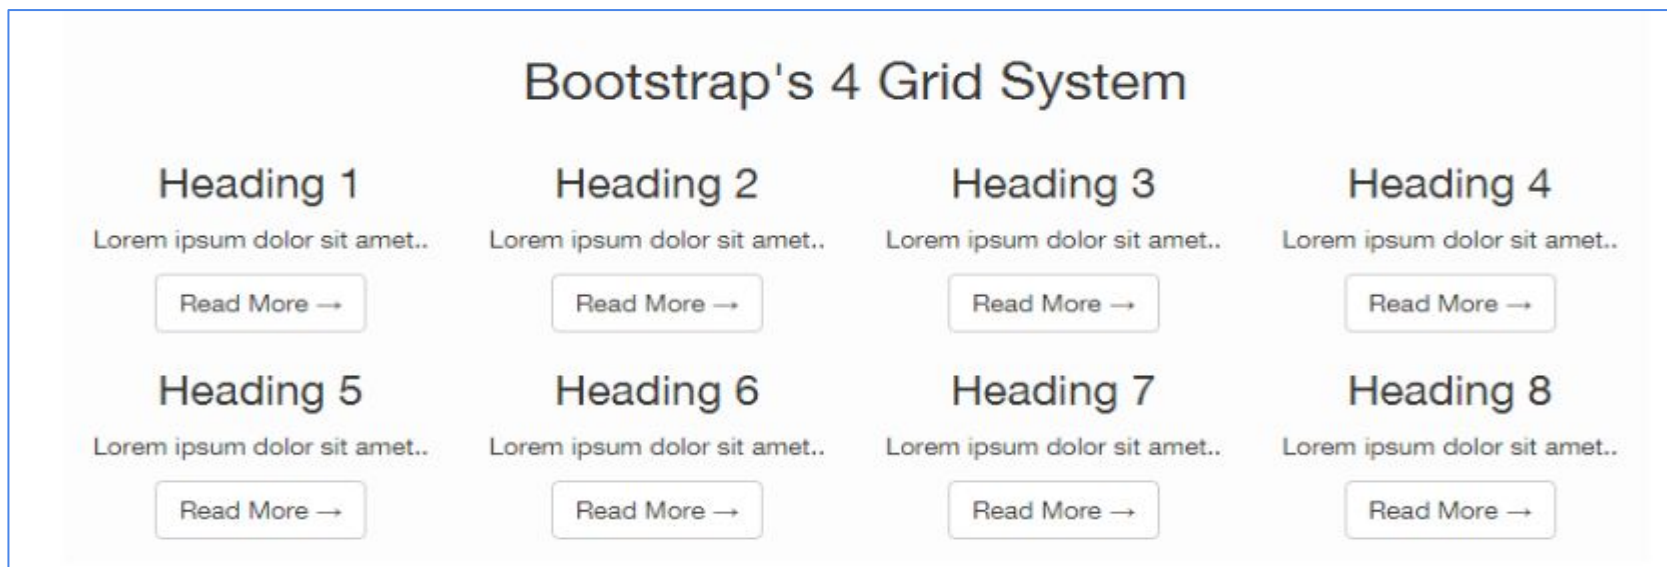 Bootstrap's 4 Grid System
Heading 1
Lorem ipsum dolor sit amet..
Read More →
Heading 2
Lorem ipsum dolor sit amet..
Read More →
Heading 3
Lorem ipsum dolor sit amet..
Read More →
Heading 4
Lorem ipsum dolor sit amet..
Read More →
Heading 5
Lorem ipsum dolor sit amet..
Read More →
Heading 6
Lorem ipsum dolor sit amet..
Read More →
Heading 7
Lorem ipsum dolor sit amet..
Read More →
Heading 8
Lorem ipsum dolor sit amet..
Read More →